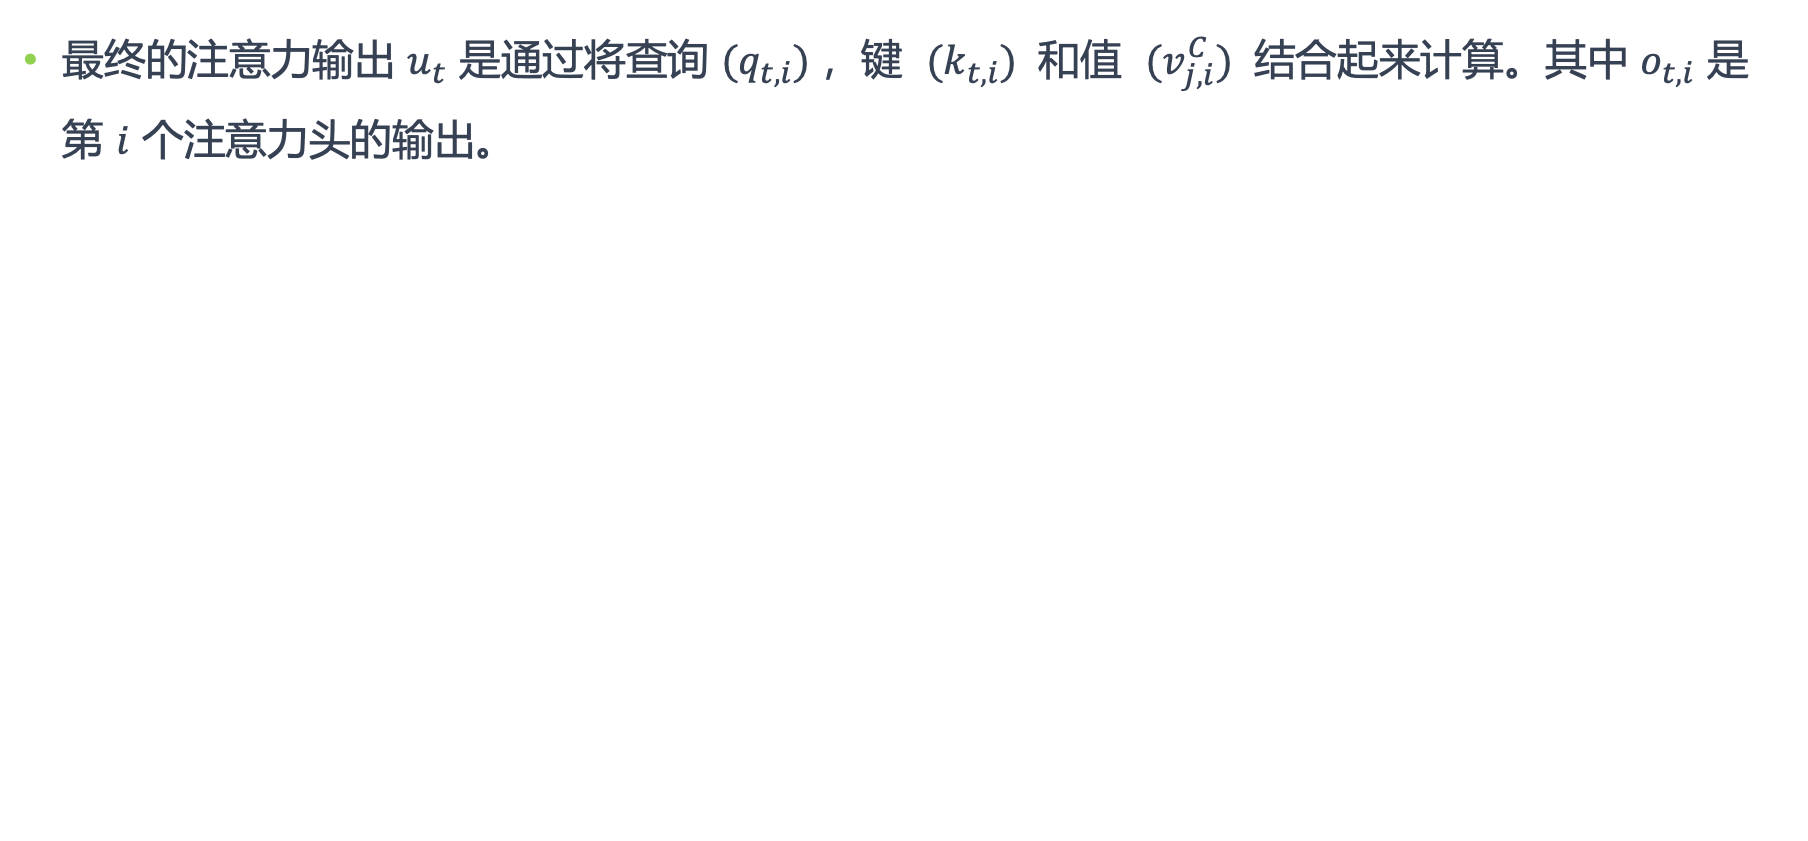 • 最终的注意力输出 u_t 是通过将查询 (q_{t,i})，键 (k_{t,i}) 和值 (v_{j,i}^C) 结合起来计算。其中 o_{t,i} 是
第 i 个注意力头的输出。